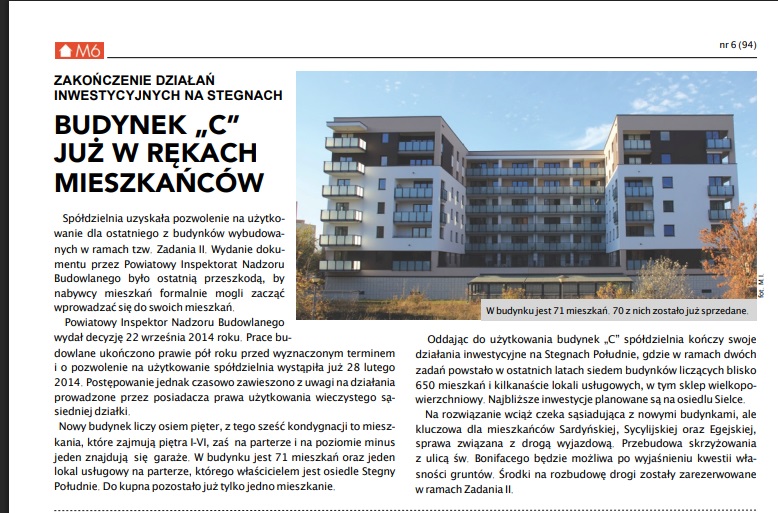 M6
nr 6 (94)
ZAKOŃCZENIE DZIAŁAŃ
INWESTYCYJNYCH NA STEGNACH
BUDYNEK „C”
JUŻ W RĘKACH
MIESZKAŃCÓW
Spółdzielnia uzyskała pozwolenie na użytko-
wanie dla ostatniego z budynków wybudowa-
nych w ramach tzw. Zadania II. Wydanie doku-
mentu przez Powiatowy Inspektorat Nadzoru
Budowlanego było ostatnią przeszkodą, by
nabywcy mieszkań formalnie mogli zacząć
wprowadzać się do swoich mieszkań.
Powiatowy Inspektor Nadzoru Budowlanego
wydał decyzję 22 września 2014 roku. Prace bu-
dowlane ukończono prawie pół roku przed wyznaczonym terminem
i o pozwolenie na użytkowanie spółdzielnia wystąpiła już 28 lutego
2014. Postępowanie jednak czasowo zawieszono z uwagi na działania
prowadzone przez posiadacza prawa użytkowania wieczystego są-
siedniej działki.
Nowy budynek liczy osiem pięter, z tego sześć kondygnacji to miesz-
kania, które zajmują piętra I-VI, zaś na parterze i na poziomie minus
jeden znajdują się garaże. W budynku jest 71 mieszkań oraz jeden
lokal usługowy na parterze, którego właścicielem jest osiedle Stegny
Południe. Do kupna pozostało już tylko jedno mieszkanie.
fot. M.I.
W budynku jest 71 mieszkań. 70 z nich zostało już sprzedane.
Oddając do użytkowania budynek „C” spółdzielnia kończy swoje
działania inwestycyjne na Stegnach Południe, gdzie w ramach dwóch
zadań powstało w ostatnich latach siedem budynków liczących blisko
650 mieszkań i kilkanaście lokali usługowych, w tym sklep wielkopo-
wierzchniowy. Najbliższe inwestycje planowane są na osiedlu Sielce.
Na rozwiązanie wciąż czeka sąsiadująca z nowymi budynkami, ale
kluczowa dla mieszkańców Sardyńskiej, Sycylijskiej oraz Egejskiej,
sprawa związana z drogą wyjazdową. Przebudowa skrzyżowania
z ulicą św. Bonifacego będzie możliwa po wyjaśnieniu kwestii wła-
sności gruntów. Środki na rozbudowę drogi zostały zarezerwowane
w ramach Zadania II.